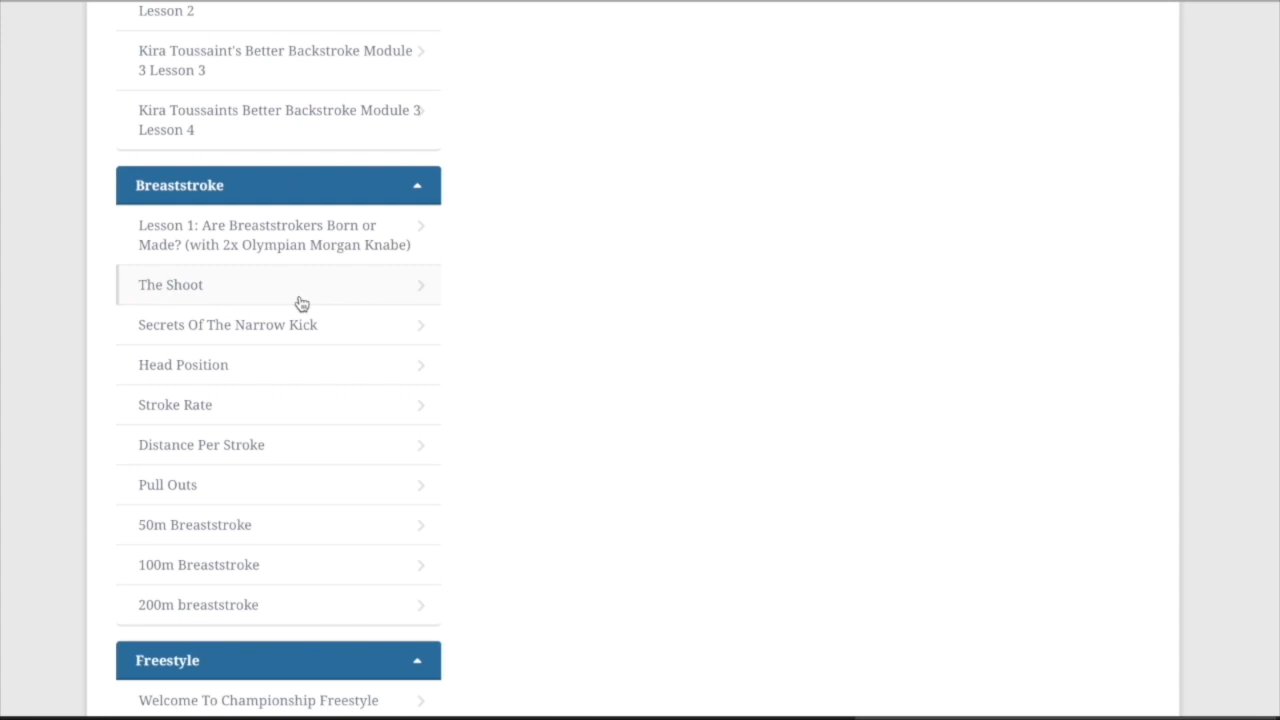 Lesson 2
Kira Toussaint's Better Backstroke Module
3 Lesson 3
Kira Toussaints Better Backstroke Module 3
Lesson 4
Breaststroke
Lesson 1: Are Breaststrokers Born or
Made? (with 2x Olympian Morgan Knabe)
The Shoot
Secrets Of The Narrow Kick
Head Position
Stroke Rate
Distance Per Stroke
Pull Outs
50m Breaststroke
100m Breaststroke
200m breaststroke
Freestyle
Welcome To Championship Freestyle